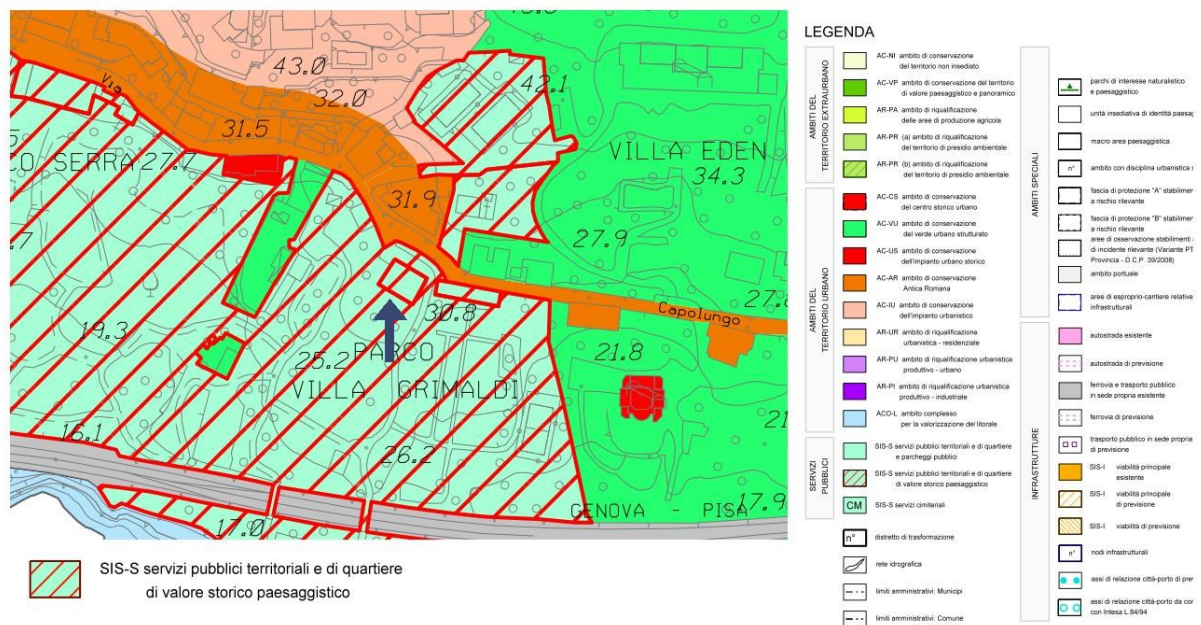 43.0
42.1
32.0
Via
31.5
CO SERRA 27.7
VILLA EDEN
34.3
31.9
27.9
30.8
Capolungo
19.3
25.2
PARCO
VILLA GRIMALDI
21.8
16.1
26.2
17.0
GENOVA - PISA
17.9
SIS-S servizi pubblici territoriali e di quartiere
di valore storico paesaggistico
LEGENDA
AMBITI DEL
TERRITORIO EXTRAURBANO
AC-NI ambito di conservazione
del territorio non insediato
AC-VP ambito di conservazione del territorio
di valore paesaggistico e panoramico
AR-PA ambito di riqualificazione
delle aree di produzione agricola
AR-PR (a) ambito di riqualificazione
del territorio di presidio ambientale
AR-PR (b) ambito di riqualificazione
del territorio di presidio ambientale
AMBITI DEL
TERRITORIO URBANO
AC-CS ambito di conservazione
del centro storico urbano
AC-VU ambito di conservazione
del verde urbano strutturato
AC-US ambito di conservazione
dell'impianto urbano storico
AC-AR ambito di conservazione
Antica Romana
AC-IU ambito di conservazione
dell'impianto urbanistico
AR-UR ambito di riqualificazione
urbanistica - residenziale
AR-PU ambito di riqualificazione urbanistica
produttivo - urbano
AR-PI ambito di riqualificazione urbanistica
produttivo - industriale
ACO-L ambito complesso
per la valorizzazione del litorale
SERVIZI
PUBBLICI
SIS-S servizi pubblici territoriali e di quartiere
e parcheggi pubblici
SIS-S servizi pubblici territoriali e di quartiere
di valore storico paesaggistico
CM SIS-S servizi cimiteriali
n° distretto di trasformazione
rete idrografica
limiti amministrativi: Municipi
limiti amministrativi: Comune
AMBITI SPECIALI
parchi di interesse naturalistico
e paesaggistico
unità insediativa di identità paesag
macro area paesaggistica
n° ambito con disciplina urbanistica s
fascia di protezione "A" stabilimen
a rischio rilevante
fascia di protezione "B" stabilimen
a rischio rilevante
aree di osservazione stabilimenti a
di incidente rilevante (Variante PT
Provincia - D.C.P. 39/2008)
ambito portuale
aree di esproprio-cantiere relative
infrastrutturali
INFRASTRUTTURE
autostrada esistente
autostrada di previsione
ferrovia e trasporto pubblico
in sede propria esistente
ferrovia di previsione
trasporto pubblico in sede propria
di previsione
SIS-I viabilità principale
esistente
SIS-I viabilità principale
di previsione
SIS-I viabilità di previsione
n° nodi infrastrutturali
assi di relazione città-porto di prev
assi di relazione città-porto da con
con Intesa L.84/94